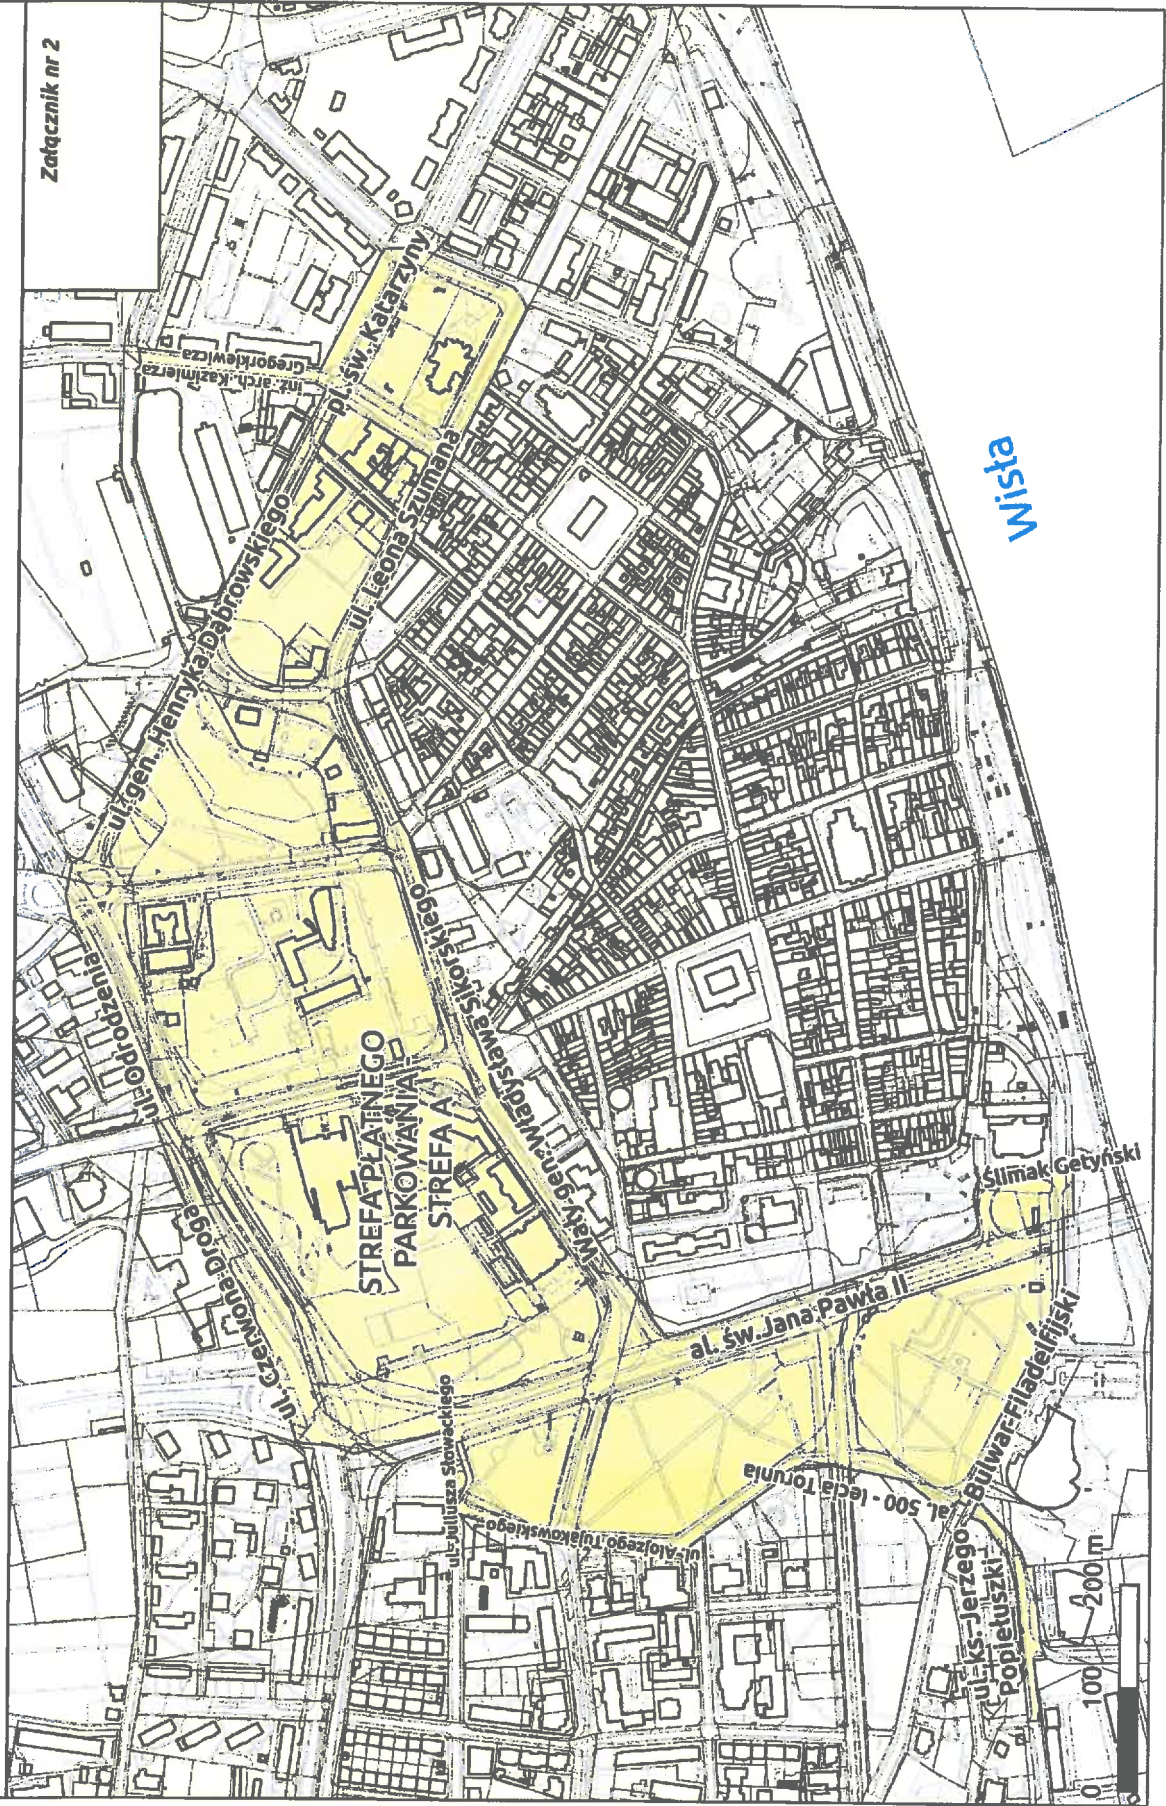 Załącznik nr 2
inż. arch. Kazimierza
Gregorkiewicza
pl. św. Katarzyny
ul. gen. Henryka Dąbrowskiego
ul. Leona Szumana
Wisła
ul. Odrodzenia
Wały gen. Władysława Sikorskiego
STREFA PŁATNEGO
PARKOWANIA -
STREFA A
ul. Czerwona Droga
Ślimak Getyński
al. św. Jana Pawła II
ul. Juliusza Słowackiego
Bulwar Filadelfijski
al. 500 - lecia Torunia
ul. Alojzego Tujakowskiego
ul. ks. Jerzego
Popiełuszki
0 100 200 m